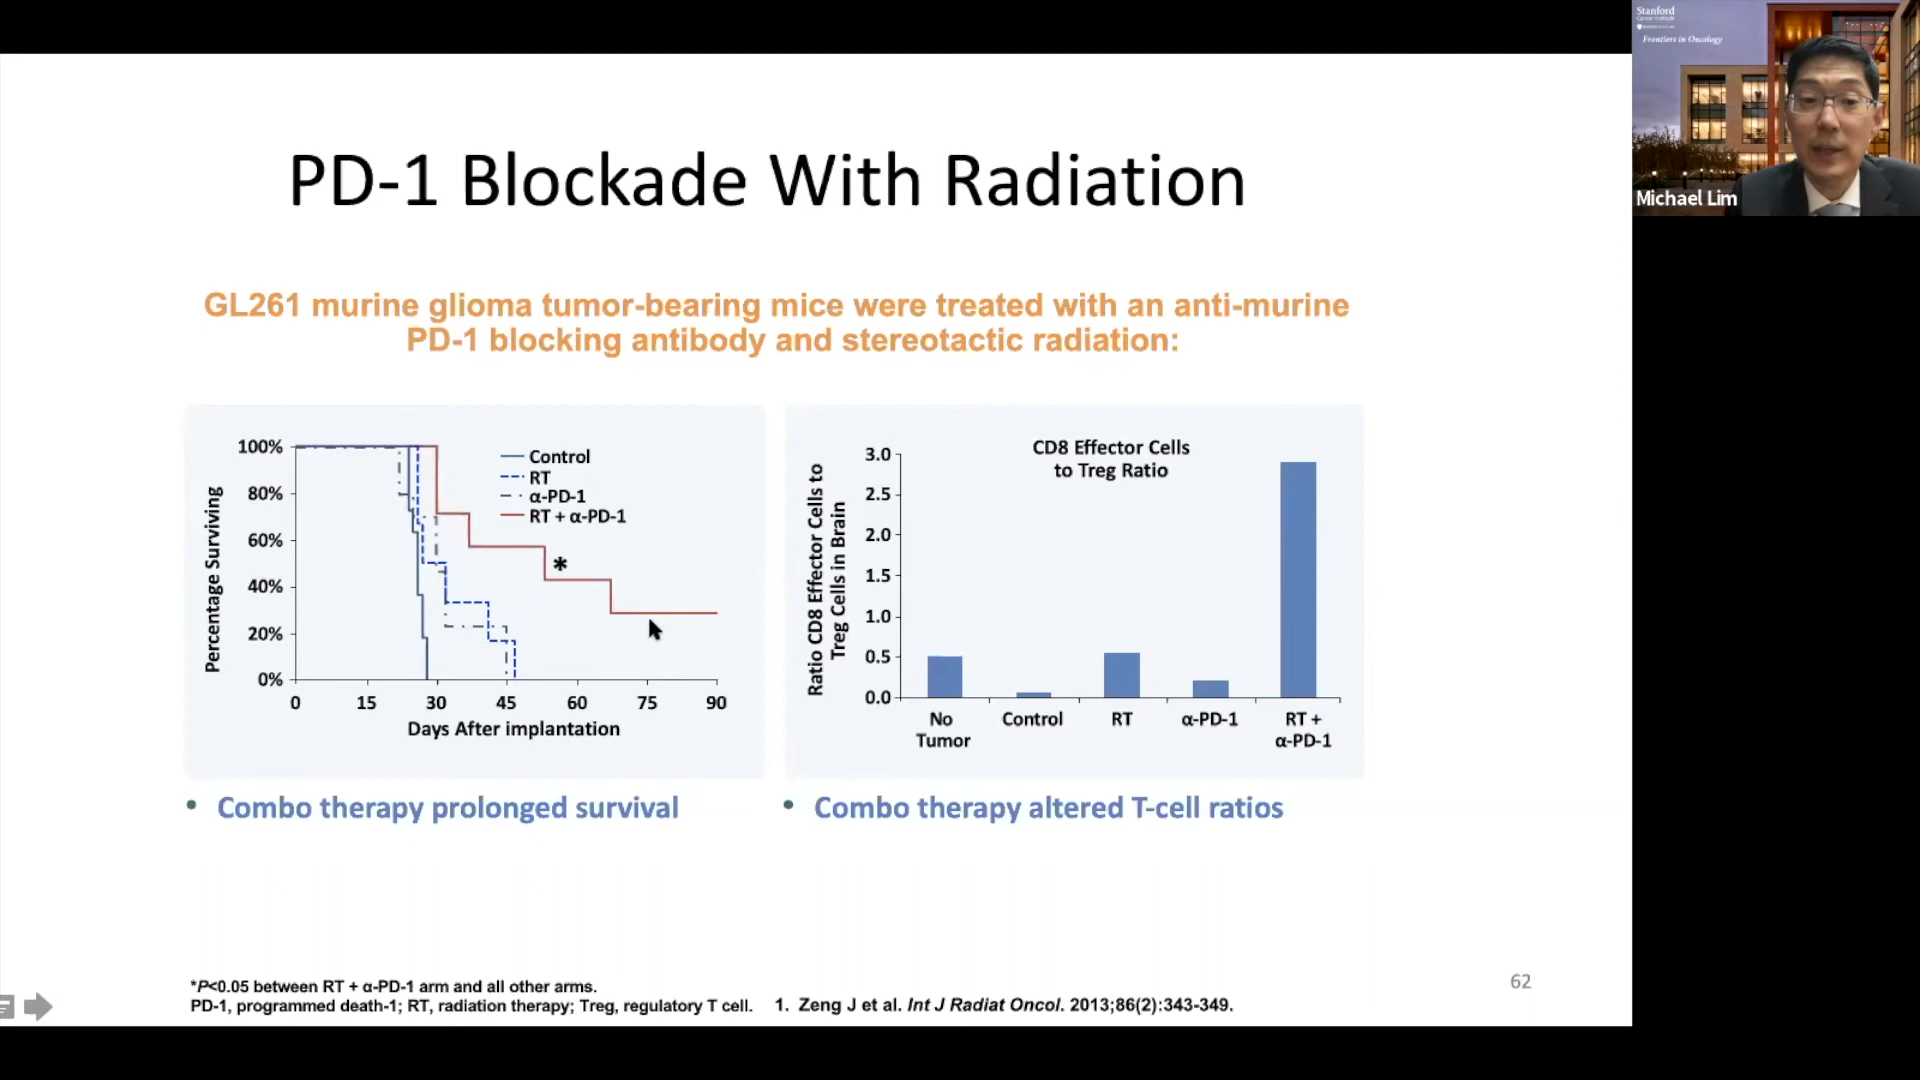 Stanford
Frontiers in Oncology
Michael Lim
PD-1 Blockade With Radiation
GL261 murine glioma tumor-bearing mice were treated with an anti-murine
PD-1 blocking antibody and stereotactic radiation:
Percentage Surviving
100%
80%
60%
40%
20%
0%
Control
RT
α-PD-1
RT + α-PD-1
*
0 15 30 45 60 75 90
Days After implantation
CD8 Effector Cells
to Treg Ratio
Ratio CD8 Effector Cells to
Treg Cells in Brain
3.0
2.5
2.0
1.5
1.0
0.5
0.0
No Control RT α-PD-1 RT +
Tumor α-PD-1
• Combo therapy prolonged survival
• Combo therapy altered T-cell ratios
*P<0.05 between RT + α-PD-1 arm and all other arms.
PD-1, programmed death-1; RT, radiation therapy; Treg, regulatory T cell. 1. Zeng J et al. Int J Radiat Oncol. 2013;86(2):343-349.
62